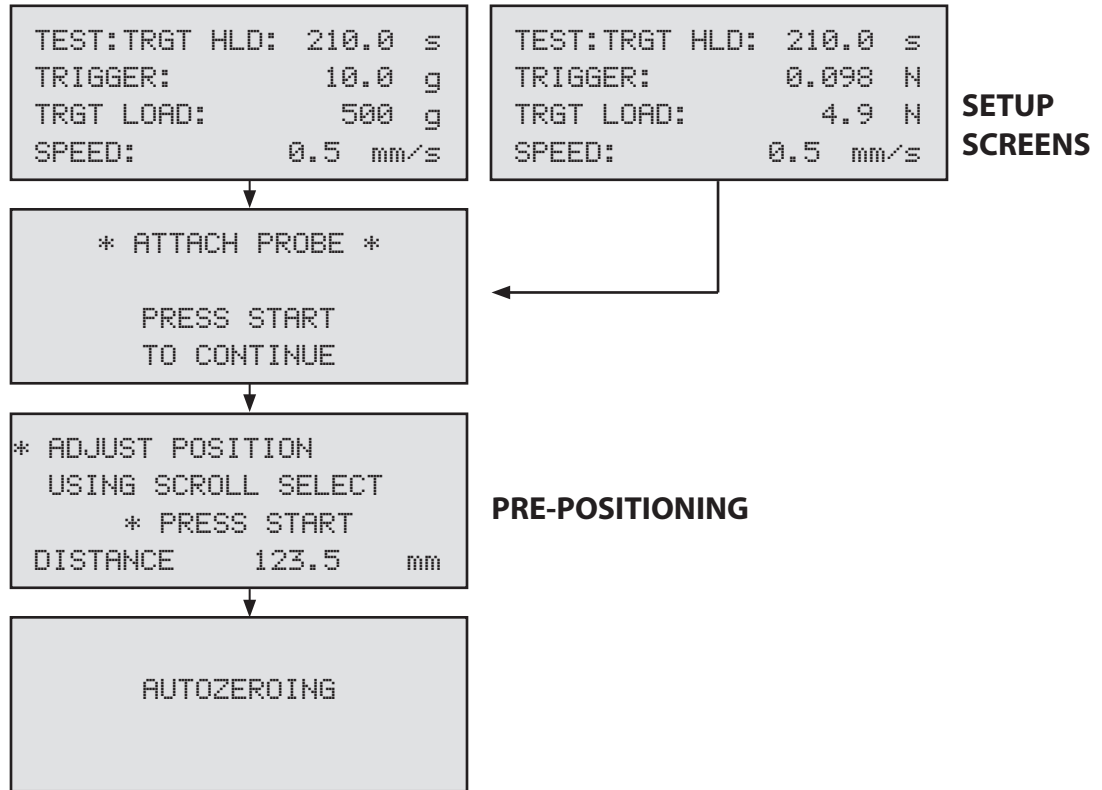 TEST:TRGT HLD: 210.0 s
TRIGGER: 10.0 g
TRGT LOAD: 500 g
SPEED: 0.5 mm/s
TEST:TRGT HLD: 210.0 s
TRIGGER: 0.098 N
TRGT LOAD: 4.9 N
SPEED: 0.5 mm/s
SETUP
SCREENS
* ATTACH PROBE *
PRESS START
TO CONTINUE
* ADJUST POSITION
USING SCROLL SELECT
* PRESS START
DISTANCE 123.5 mm
PRE-POSITIONING
AUTOZEROING